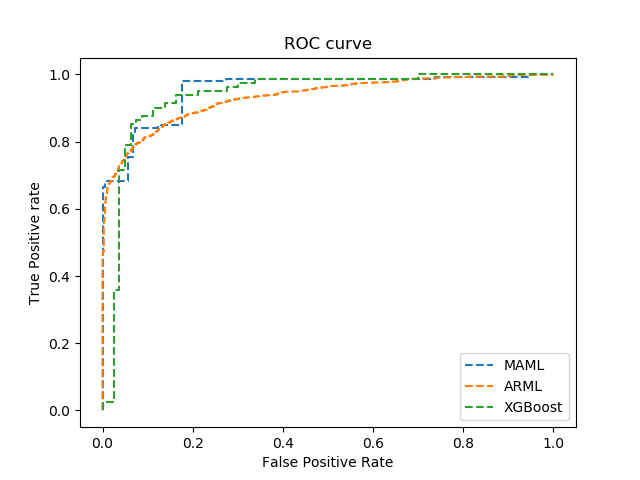 ROC curve
1.0
0.8
0.6
0.4
0.2
0.0
True Positive rate
0.0 0.2 0.4 0.6 0.8 1.0
False Positive Rate
MAML
ARML
XGBoost